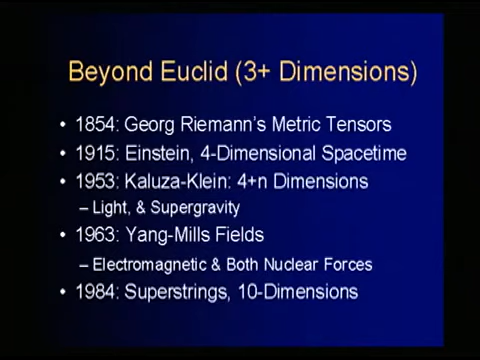 Beyond Euclid (3+ Dimensions)
• 1854: Georg Riemann's Metric Tensors
• 1915: Einstein, 4-Dimensional Spacetime
• 1953: Kaluza-Klein: 4+n Dimensions
– Light, & Supergravity
• 1963: Yang-Mills Fields
– Electromagnetic & Both Nuclear Forces
• 1984: Superstrings, 10-Dimensions